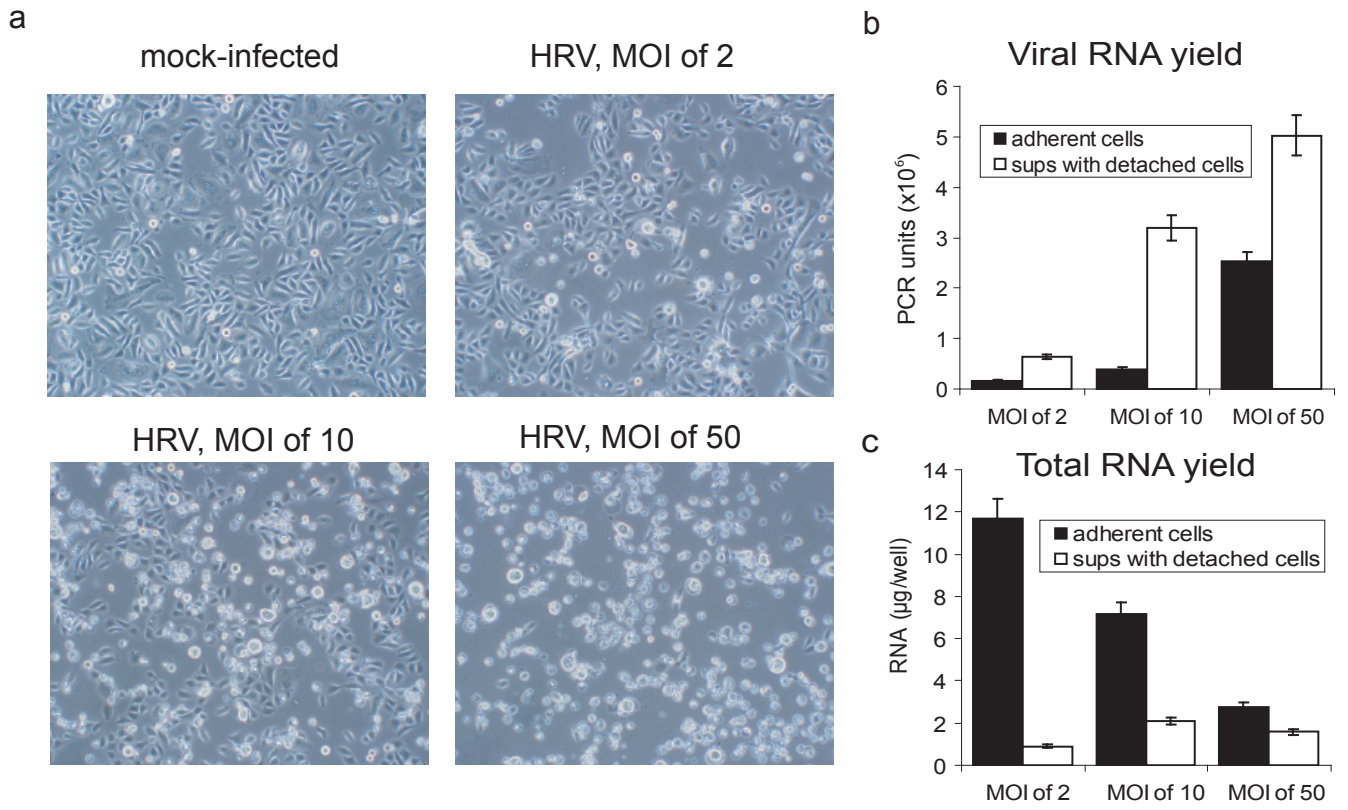 a
mock-infected
HRV, MOI of 2
HRV, MOI of 10
HRV, MOI of 50
b
Viral RNA yield
6
5
4
3
2
1
0
PCR units (x10⁶)
adherent cells
sups with detached cells
MOI of 2
MOI of 10
MOI of 50
c
Total RNA yield
14
12
10
8
6
4
2
0
RNA (µg/well)
adherent cells
sups with detached cells
MOI of 2
MOI of 10
MOI of 50